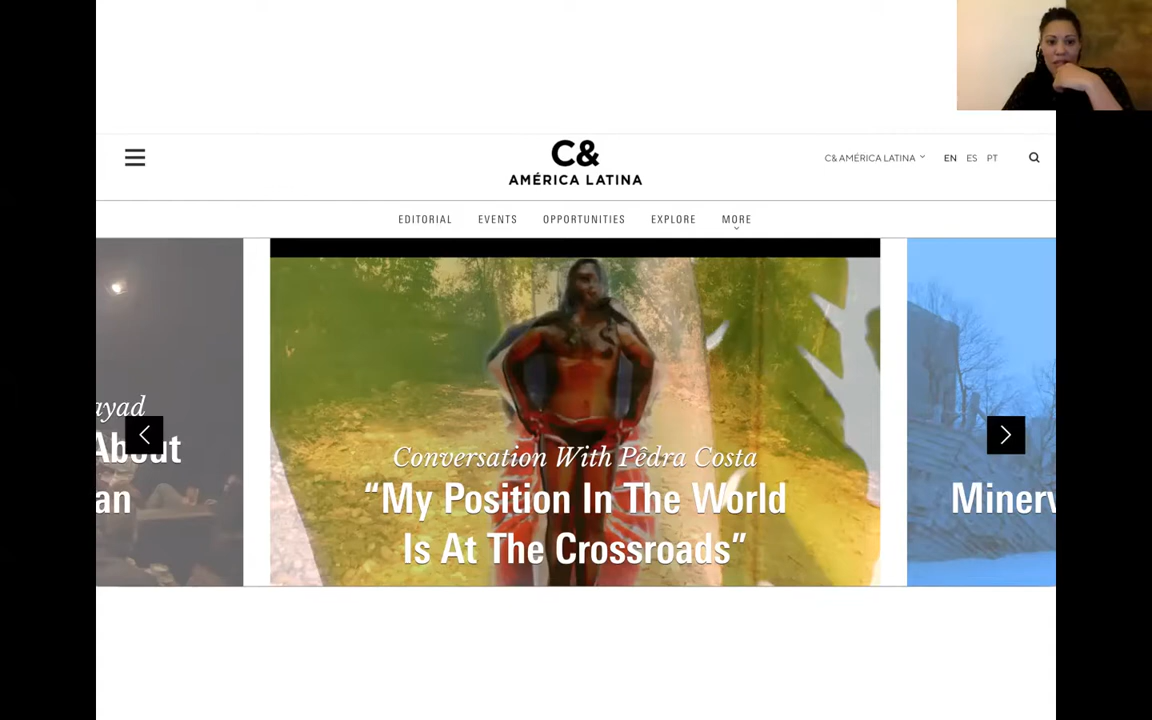 C&
AMÉRICA LATINA
C& AMÉRICA LATINA
EN ES PT
EDITORIAL EVENTS OPPORTUNITIES EXPLORE MORE
ayad
About
an
Conversation With Pêdra Costa
“My Position In The World
Is At The Crossroads”
Minerv